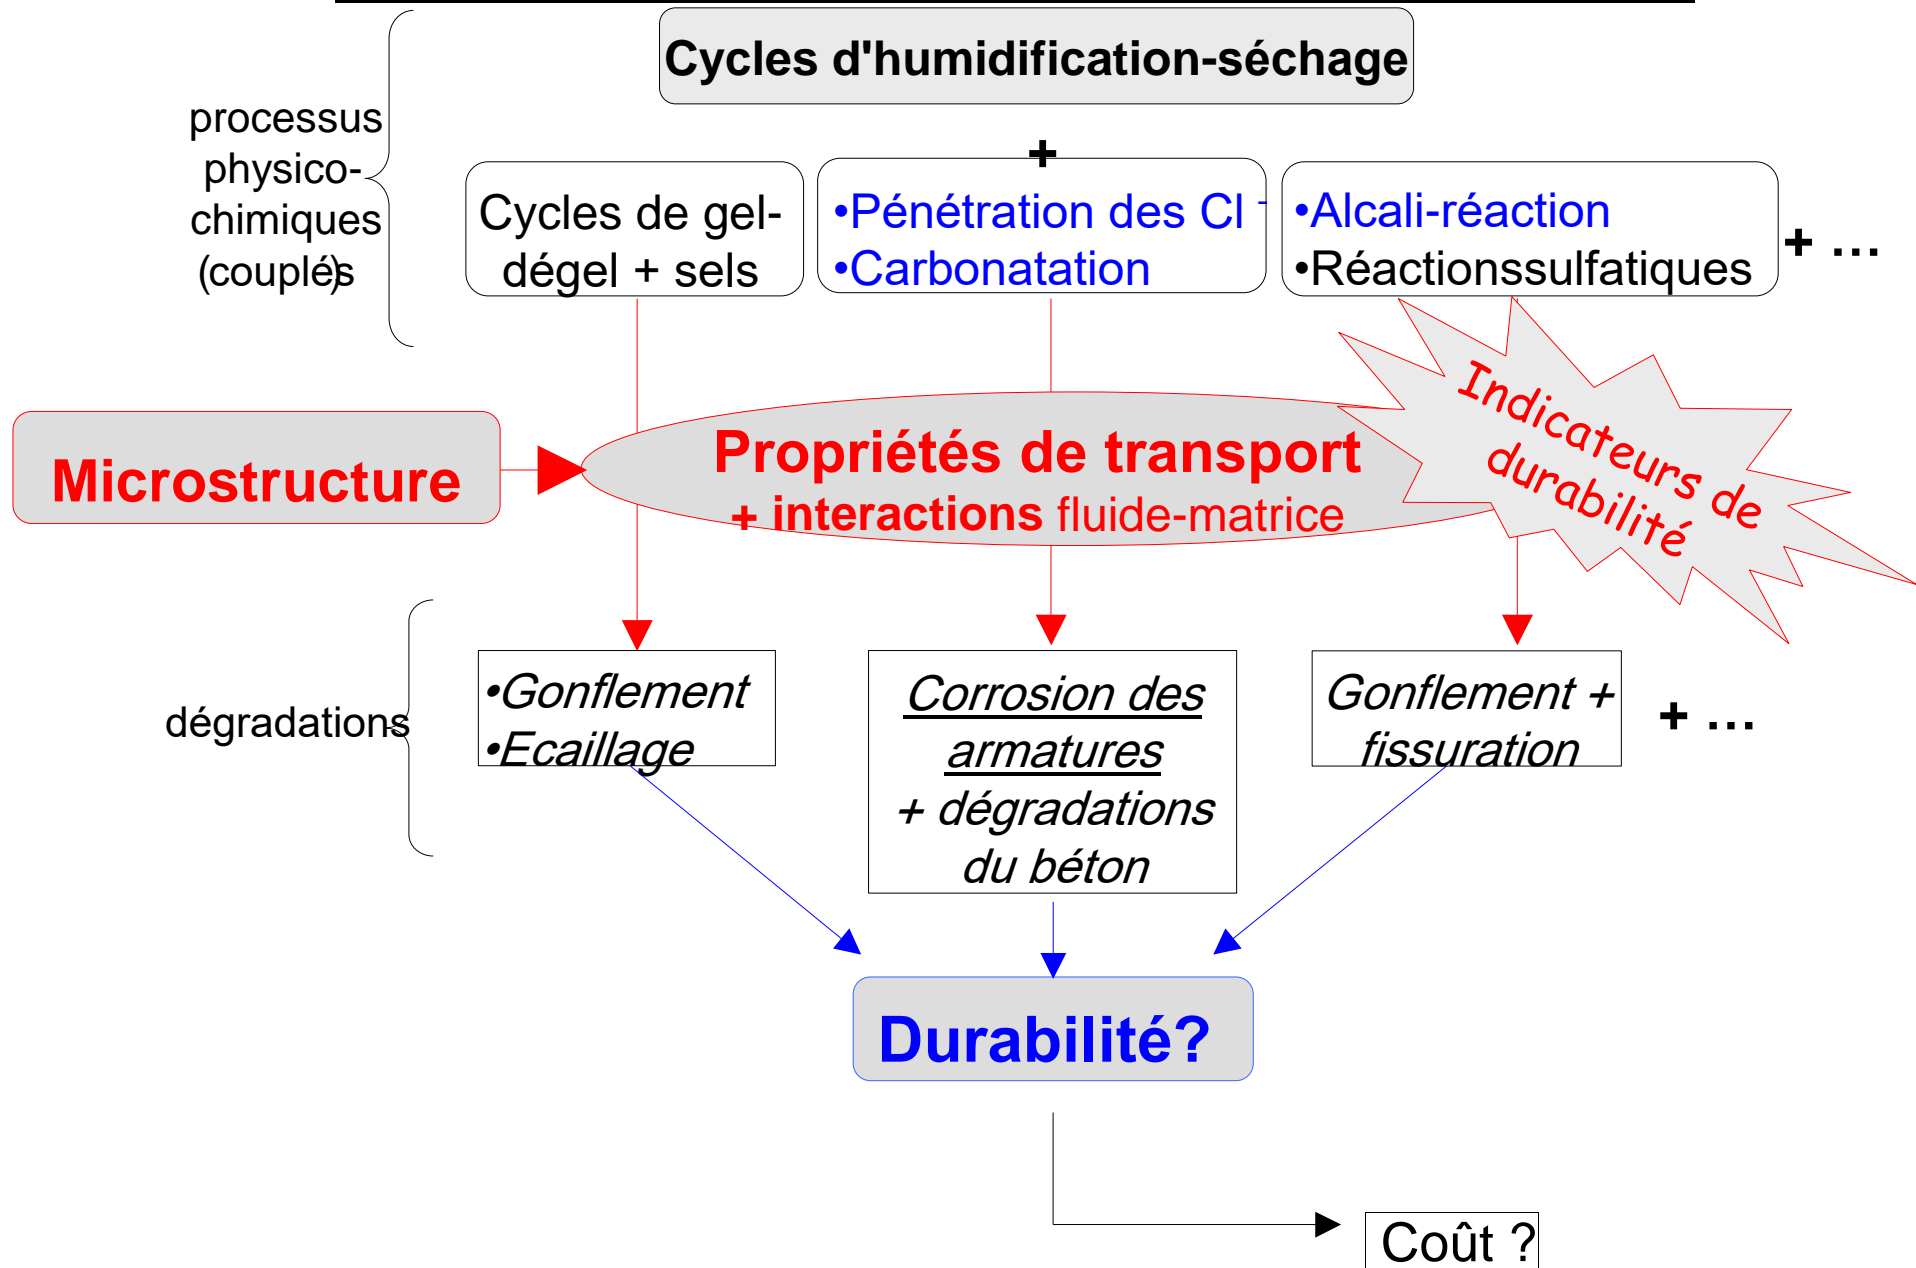 Cycles d'humidification-séchage
processus
physico-
chimiques
(couplés)
+
Cycles de gel-
dégel + sels
•Pénétration des Cl -
•Carbonatation
•Alcali-réaction
•Réactionssulfatiques
+ ...
Microstructure
Propriétés de transport
+ interactions fluide-matrice
Indicateurs de
durabilité
dégradations
•Gonflement
•Ecaillage
Corrosion des
armatures
+ dégradations
du béton
Gonflement +
fissuration
+ ...
Durabilité?
Coût ?